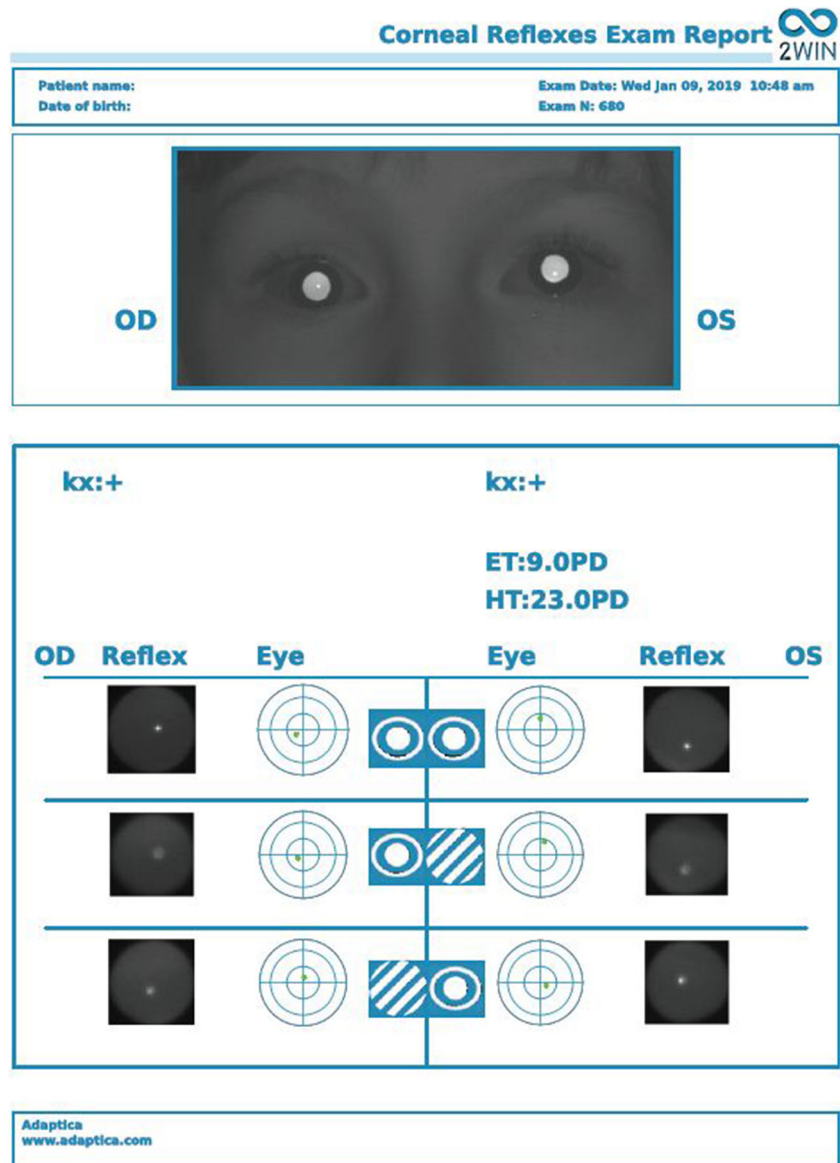 Corneal Reflexes Exam Report
2WIN
Patient name:
Exam Date: Wed Jan 09, 2019 10:48 am
Date of birth:
Exam N: 680
OD
OS
kx:+
kx:+
ET:9.0PD
HT:23.0PD
OD Reflex Eye Eye Reflex OS
Adaptica
www.adaptica.com